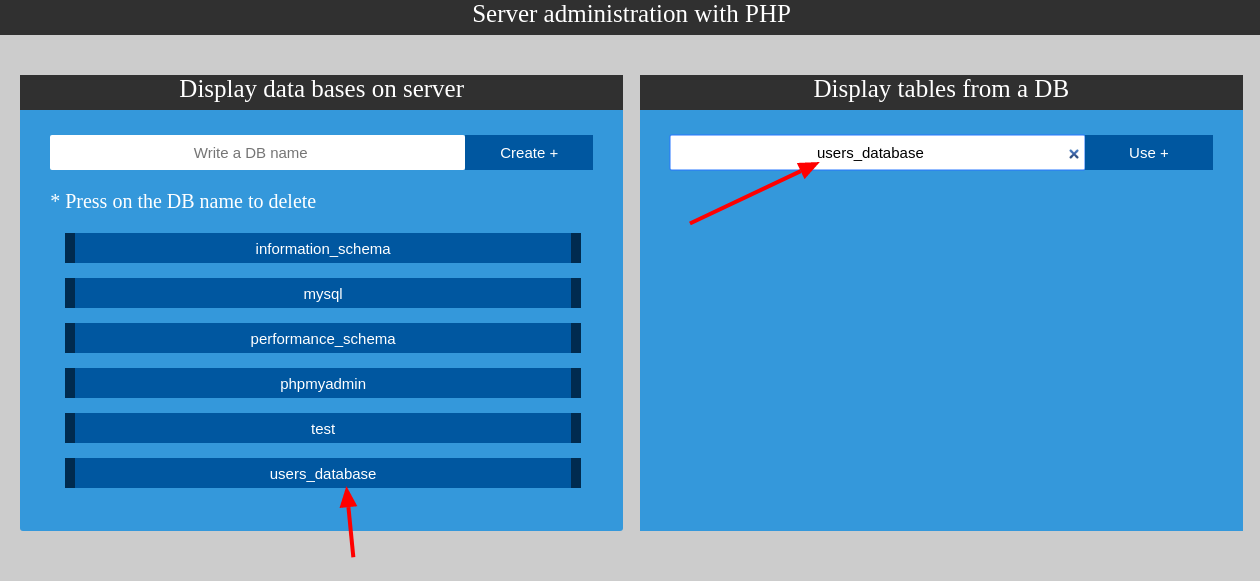 Server administration with PHP
Display data bases on server
Write a DB name
Create +
* Press on the DB name to delete
information_schema
mysql
performance_schema
phpmyadmin
test
users_database
Display tables from a DB
users_database
×
Use +